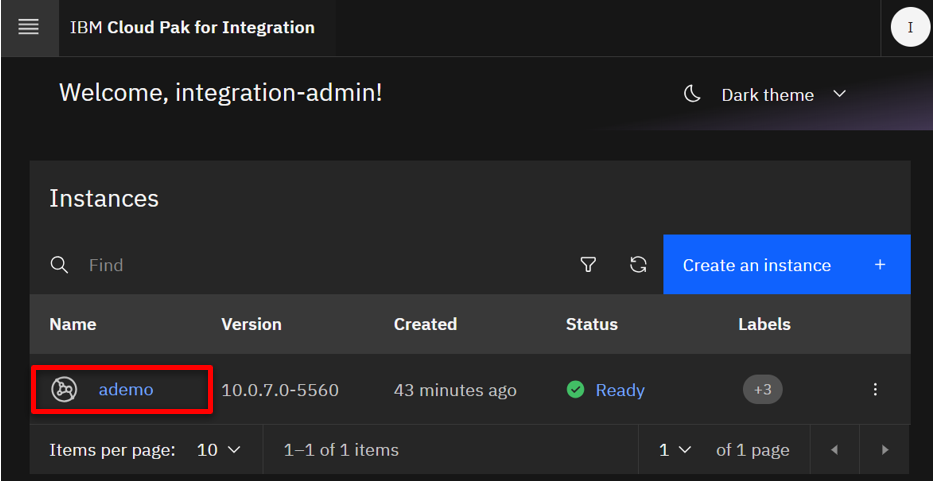 IBM Cloud Pak for Integration
I
Welcome, integration-admin!
Dark theme
Instances
Find
Create an instance +
Name Version Created Status Labels
ademo 10.0.7.0-5560 43 minutes ago Ready +3
Items per page: 10 1–1 of 1 items 1 of 1 page